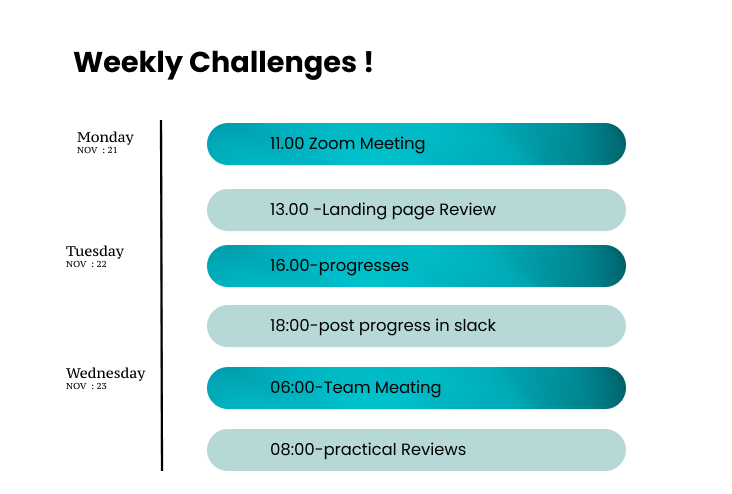 Weekly Challenges !
Monday
NOV : 21
11.00 Zoom Meeting
13.00 -Landing page Review
Tuesday
NOV : 22
16.00-progresses
18:00-post progress in slack
Wednesday
NOV : 23
06:00-Team Meating
08:00-practical Reviews